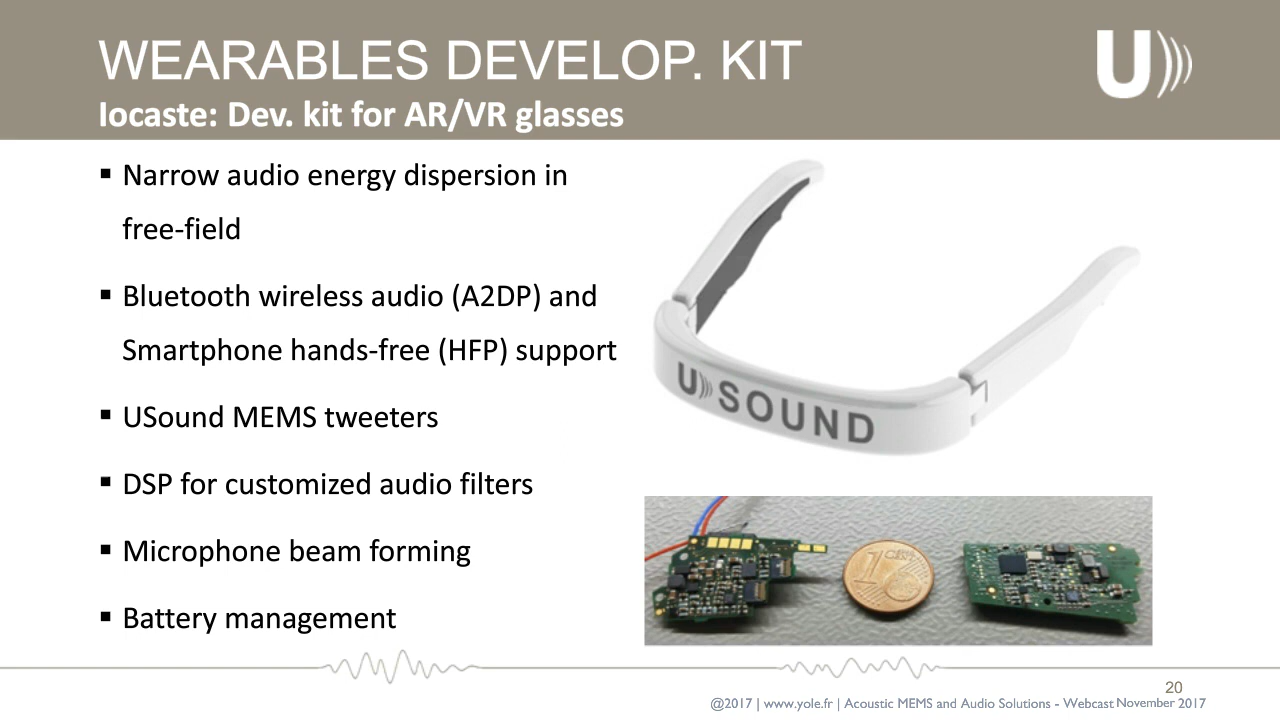 WEARABLES DEVELOP. KIT
Iocaste: Dev. kit for AR/VR glasses
U
▪ Narrow audio energy dispersion in
free-field
▪ Bluetooth wireless audio (A2DP) and
Smartphone hands-free (HFP) support
▪ USound MEMS tweeters
▪ DSP for customized audio filters
▪ Microphone beam forming
▪ Battery management
U SOUND
1
20
@2017 | www.yole.fr | Acoustic MEMS and Audio Solutions - Webcast November 2017